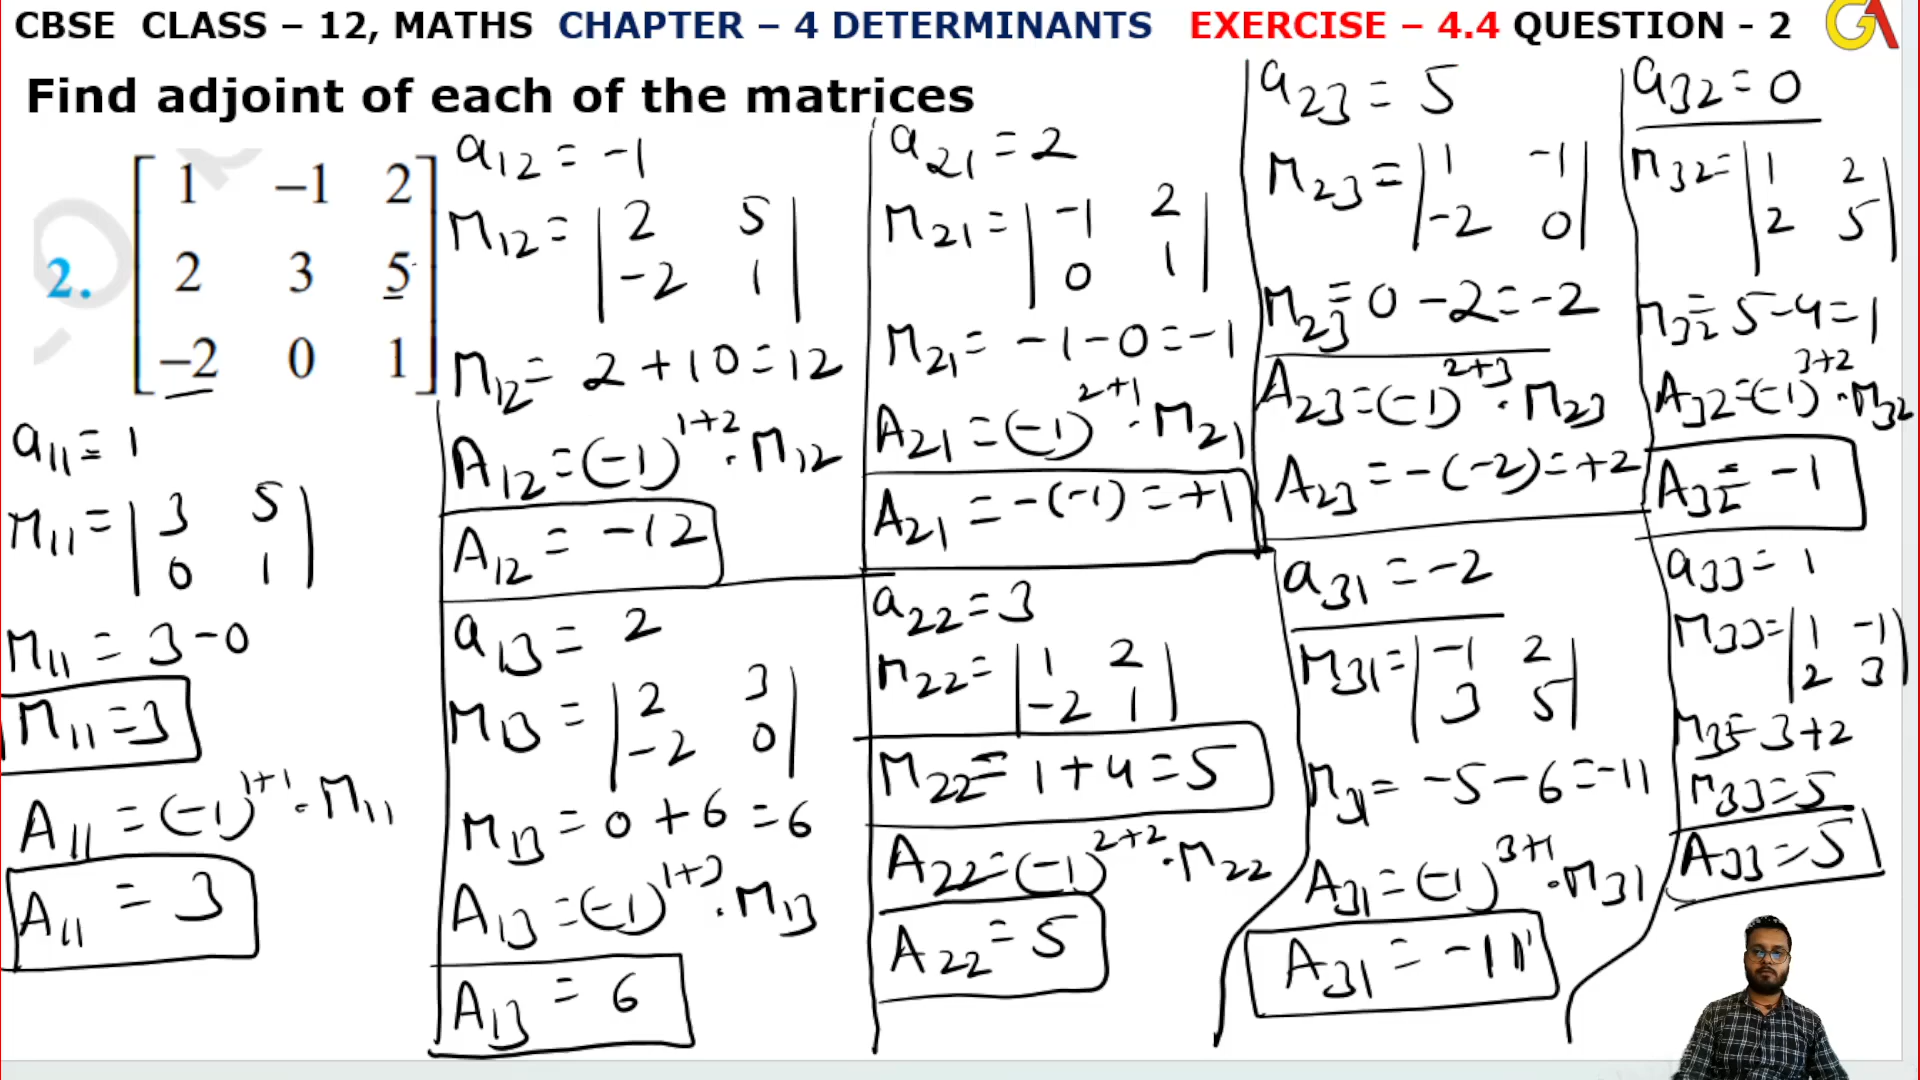 CBSE CLASS – 12, MATHS CHAPTER – 4 DETERMINANTS EXERCISE – 4.4 QUESTION - 2
GA
Find adjoint of each of the matrices
2.
1 −1 2
2 3 5
−2 0 1
a11 = 1
M11 = | 3 5 |
| 0 1 |
M11 = 3 - 0
M11 = 3
A11 = (-1)^1+1 . M11
A11 = 3
a12 = -1
M12 = | 2 5 |
| -2 1 |
M12 = 2 + 10 = 12
A12 = (-1)^1+2 . M12
A12 = -12
a13 = 2
M13 = | 2 3 |
| -2 0 |
M13 = 0 + 6 = 6
A13 = (-1)^1+3 . M13
A13 = 6
a21 = 2
M21 = | -1 2 |
| 0 1 |
M21 = -1 - 0 = -1
A21 = (-1)^2+1 . M21
A21 = -(-1) = +1
a22 = 3
M22 = | 1 2 |
| -2 1 |
M22 = 1 + 4 = 5
A22 = (-1)^2+2 . M22
A22 = 5
a23 = 5
M23 = | 1 -1 |
| -2 0 |
M23 = 0 - 2 = -2
A23 = (-1)^2+3 . M23
A23 = -(-2) = +2
a31 = -2
M31 = | -1 2 |
| 3 5 |
M31 = -5 - 6 = -11
A31 = (-1)^3+1 . M31
A31 = -11
a32 = 0
M32 = | 1 2 |
| 2 5 |
M32 = 5 - 4 = 1
A32 = (-1)^3+2 . M32
A32 = -1
a33 = 1
M33 = | 1 -1 |
| 2 3 |
M33 = 3 + 2
M33 = 5
A33 = 5